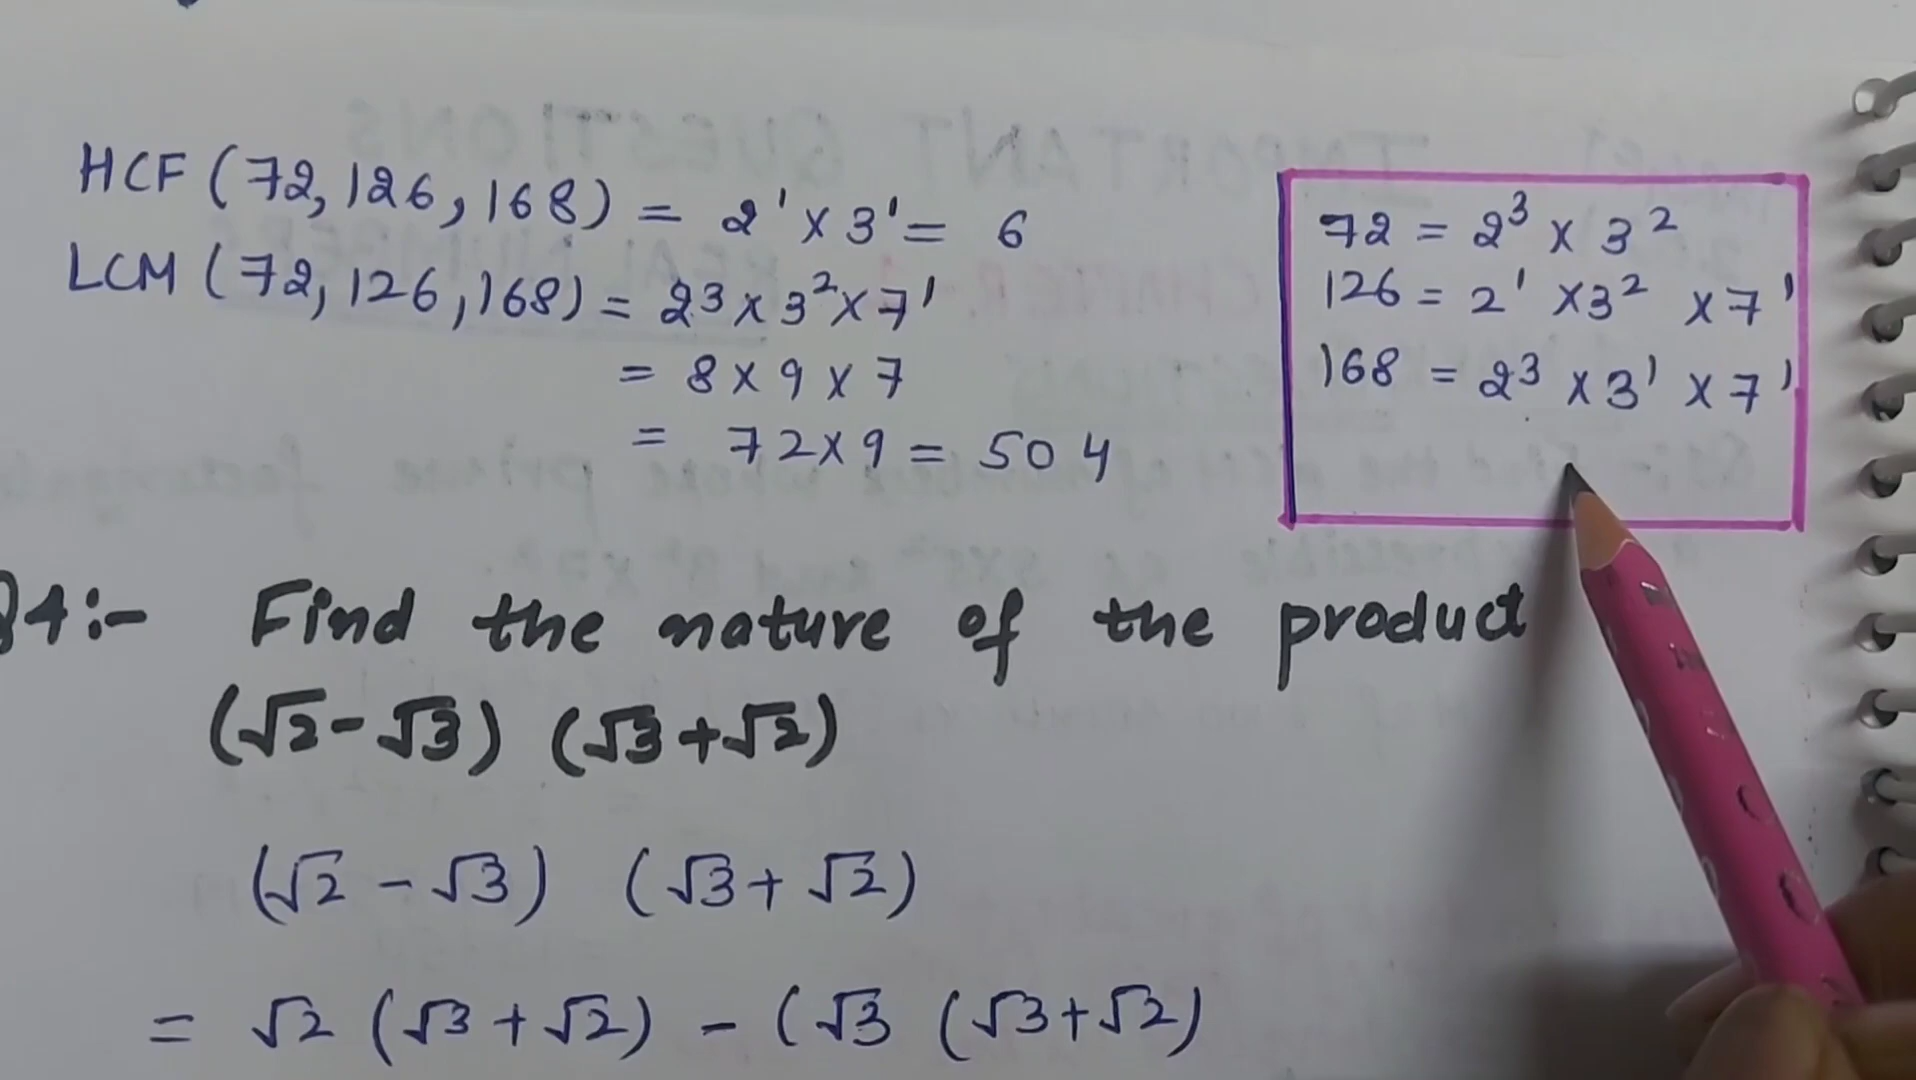 HCF (72, 126, 168) = 2¹ × 3¹ = 6
LCM (72, 126, 168) = 2³ × 3² × 7¹
= 8 × 9 × 7
= 72 × 9 = 504
72 = 2³ × 3²
126 = 2¹ × 3² × 7¹
168 = 2³ × 3¹ × 7¹
Q4:- Find the nature of the product
(√2 - √3) (√3 + √2)
(√2 - √3) (√3 + √2)
= √2 (√3 + √2) - (√3 (√3 + √2)